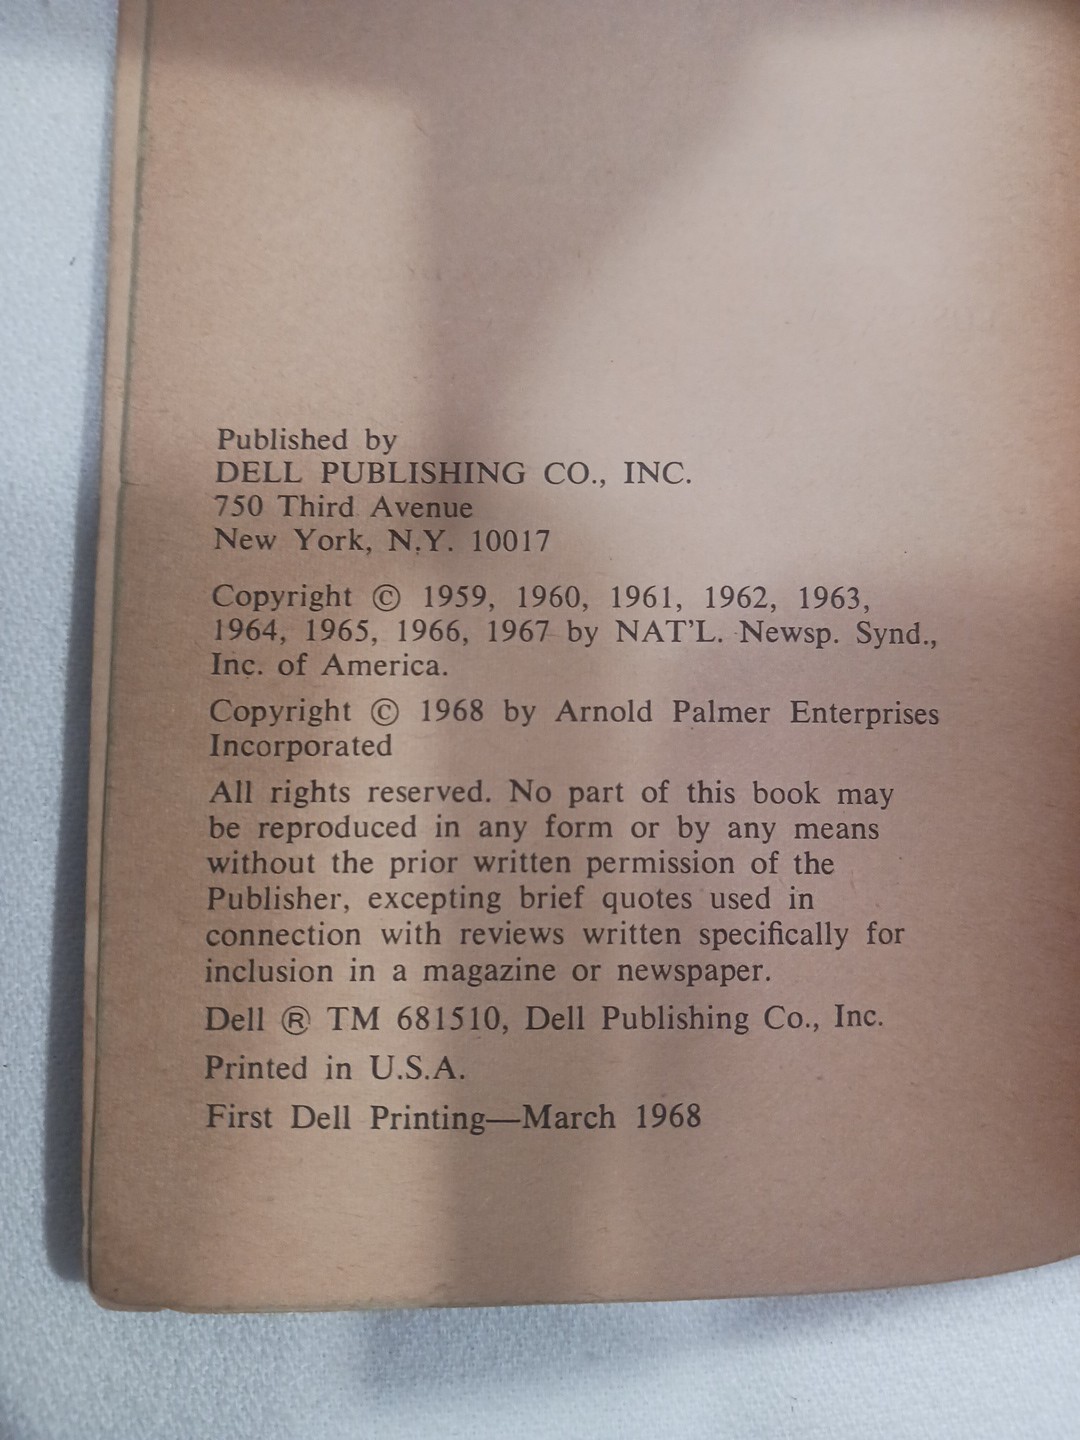 Published by
DELL PUBLISHING CO., INC.
750 Third Avenue
New York, N.Y. 10017
Copyright © 1959, 1960, 1961, 1962, 1963,
1964, 1965, 1966, 1967 by NAT'L. Newsp. Synd.,
Inc. of America.
Copyright © 1968 by Arnold Palmer Enterprises
Incorporated
All rights reserved. No part of this book may
be reproduced in any form or by any means
without the prior written permission of the
Publisher, excepting brief quotes used in
connection with reviews written specifically for
inclusion in a magazine or newspaper.
Dell ® TM 681510, Dell Publishing Co., Inc.
Printed in U.S.A.
First Dell Printing—March 1968